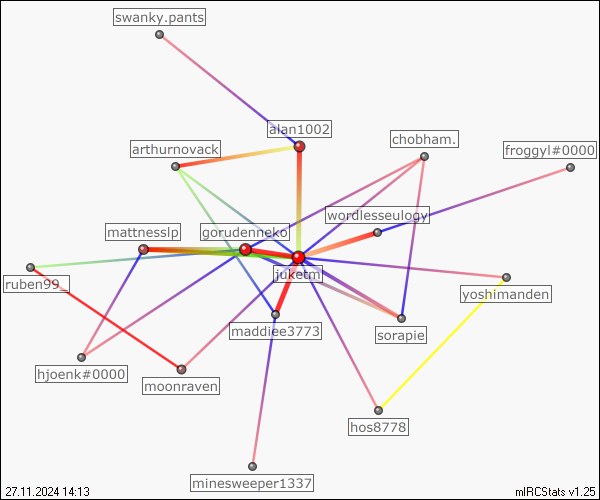 swanky.pants
alan1002
chobham.
arthurnovack
froggyl#0000
wordlesseulogy
mattnesslp
gorudenneko
juketm
ruben99_
yoshimanden
maddiee3773
sorapie
hjoenk#0000
moonraven
hos8778
minesweeper1337
27.11.2024 14:13
mIRCStats v1.25